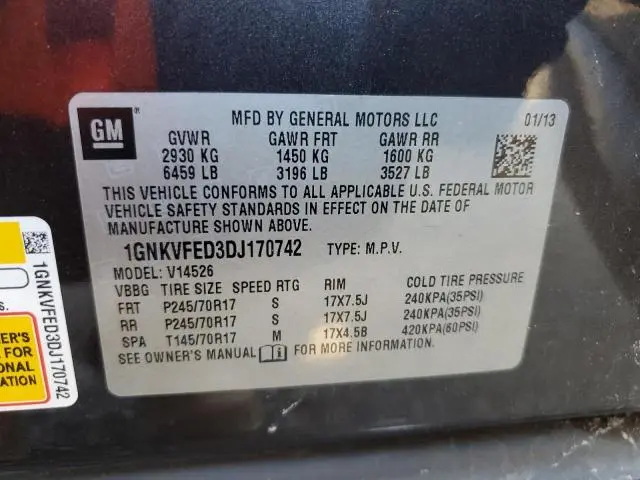 GM
MFD BY GENERAL MOTORS LLC 01/13
GVWR GAWR FRT GAWR RR
2930 KG 1450 KG 1600 KG
6459 LB 3196 LB 3527 LB
THIS VEHICLE CONFORMS TO ALL APPLICABLE U.S. FEDERAL MOTOR
VEHICLE SAFETY STANDARDS IN EFFECT ON THE DATE OF
MANUFACTURE SHOWN ABOVE.
1GNKVFED3DJ170742 TYPE: M.P.V.
MODEL: V14526
VBBG TIRE SIZE SPEED RTG RIM COLD TIRE PRESSURE
FRT P245/70R17 S 17X7.5J 240KPA(35PSI)
RR P245/70R17 S 17X7.5J 240KPA(35PSI)
SPA T145/70R17 M 17X4.5B 420KPA(60PSI)
SEE OWNER'S MANUAL i FOR MORE INFORMATION.
1GNKVFED3DJ170742
s.
OWNER'S
FOR
ONAL
ATION